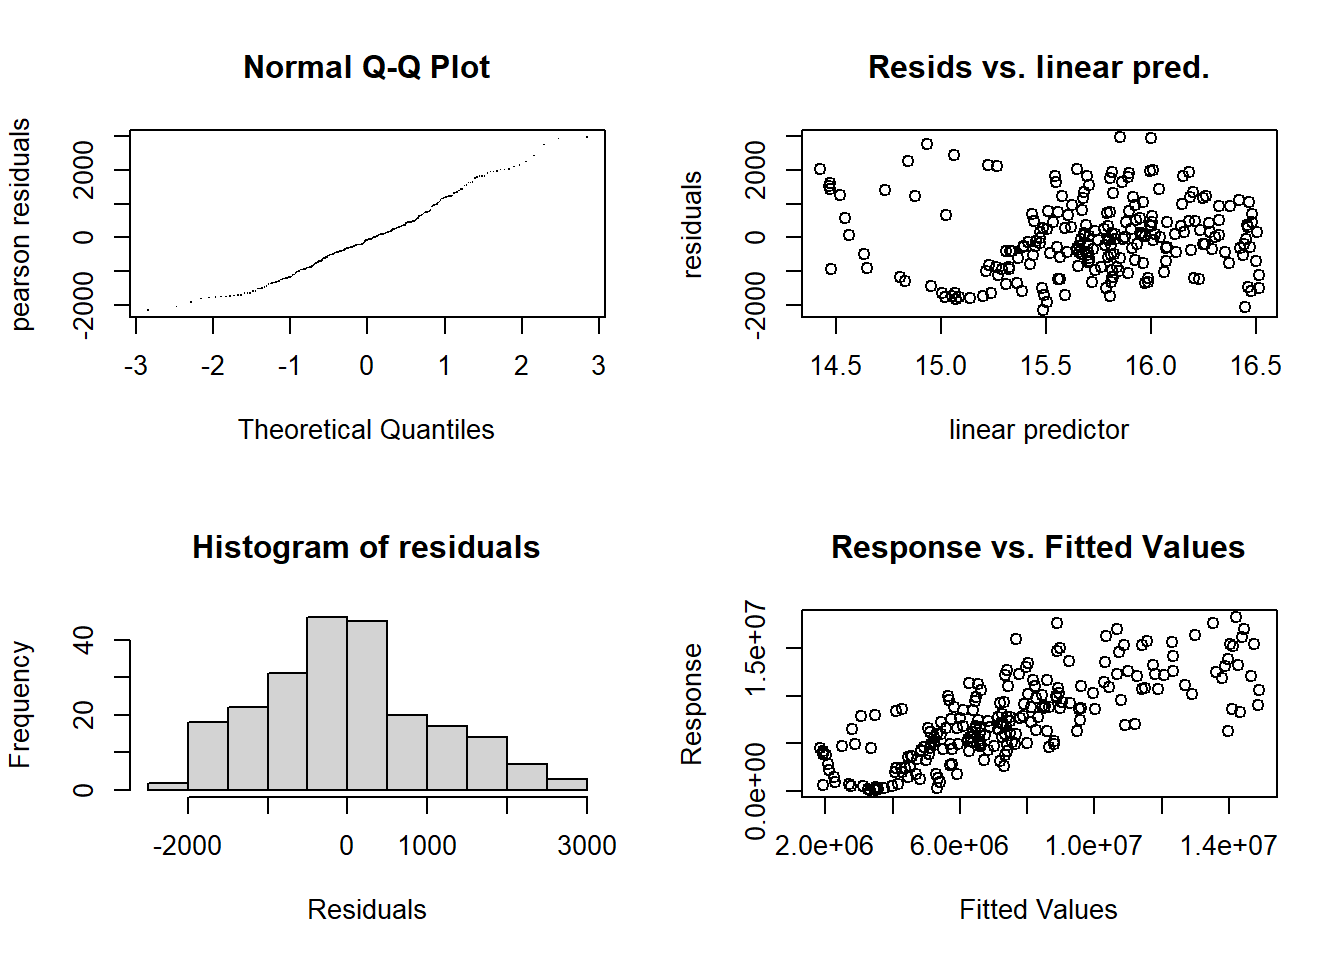 Normal Q-Q Plot
pearson residuals
-2000 0 2000
-3 -2 -1 0 1 2 3
Theoretical Quantiles
Resids vs. linear pred.
residuals
-2000 0 2000
14.5 15.0 15.5 16.0 16.5
linear predictor
Histogram of residuals
Frequency
0 20 40
-2000 0 1000 3000
Residuals
Response vs. Fitted Values
Response
0.0e+00 1.5e+07
2.0e+06 6.0e+06 1.0e+07 1.4e+07
Fitted Values